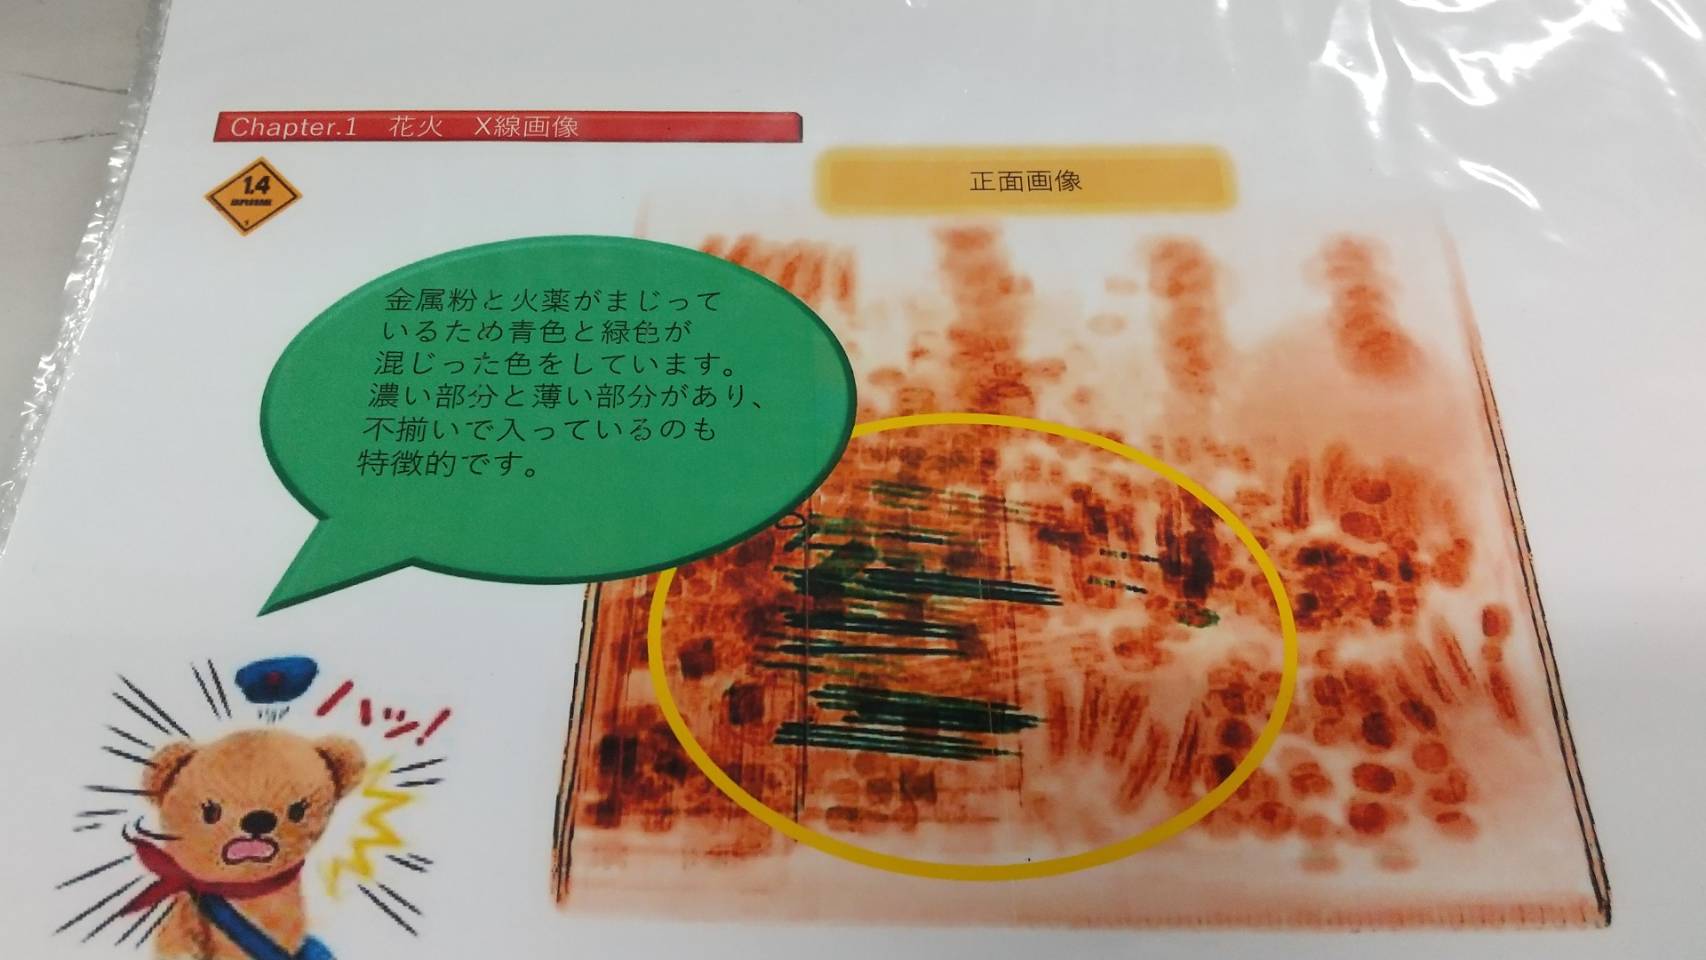 Chapter.1 花火 X線画像
1.4
正面画像
金属粉と火薬がまじって
いるため青色と緑色が
混じった色をしています。
濃い部分と薄い部分があり、
不揃いで入っているのも
特徴的です。
ハッ!